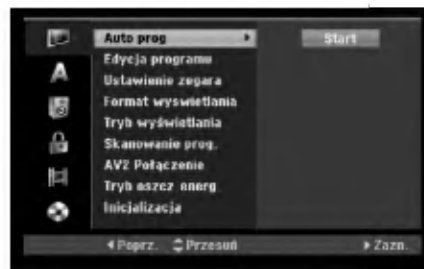 Auto prog Start
Edycja programu
Ustawienie zegara
Format wyswietlania
Tryb wyświetlania
Skanowanie prog.
AV2 Połączenie
Tryb oszcz energ
Inicjalizacja
A
Poprz. Przesuń Zazn.